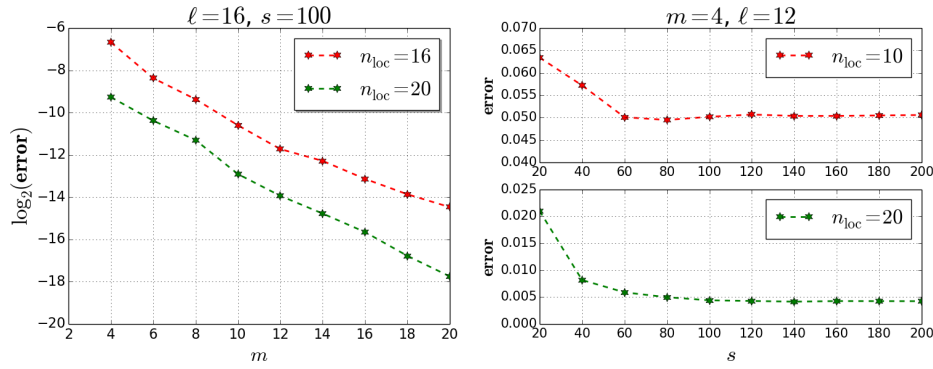 ℓ=16, s=100
−6
−8
−10
−12
−14
−16
−18
−20
log₂(error)
n_loc=16
n_loc=20
2 4 6 8 10 12 14 16 18 20
m
m=4, ℓ=12
0.070
0.065
0.060
0.055
0.050
0.045
0.040
error
n_loc=10
20 40 60 80 100 120 140 160 180 200
0.025
0.020
0.015
0.010
0.005
0.000
error
n_loc=20
20 40 60 80 100 120 140 160 180 200
s